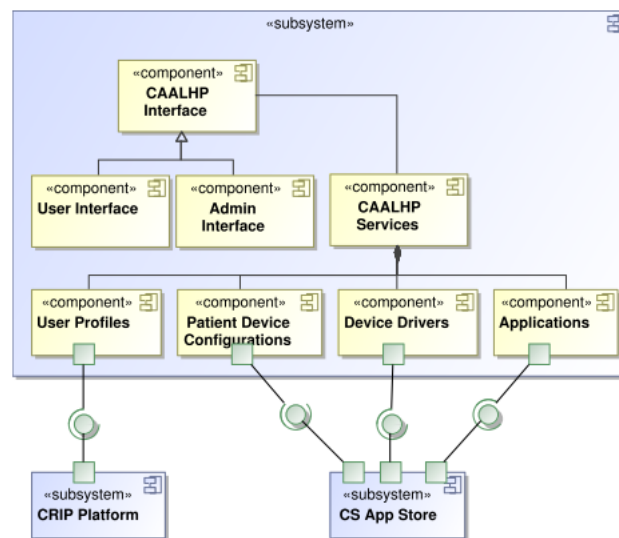 «subsystem»
«component»
CAALHP
Interface
«component»
User Interface
«component»
Admin
Interface
«component»
CAALHP
Services
«component»
User Profiles
«component»
Patient Device
Configurations
«component»
Device Drivers
«component»
Applications
«subsystem»
CRIP Platform
«subsystem»
CS App Store